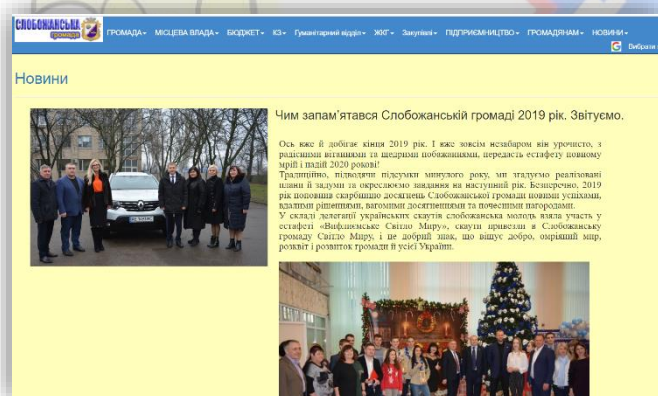 СЛОБОЖАНСЬКА
громада
ГРОМАДА МІСЦЕВА ВЛАДА БЮДЖЕТ КЗ Гуманітарний відділ ЖКГ Закупівлі ПІДПРИЄМНИЦТВО ГРОМАДЯНАМ НОВИНИ
G Вибрати
Новини
Чим запам'ятався Слобожанській громаді 2019 рік. Звітуємо.
Ось вже й добігає кінця 2019 рік. І вже зовсім незабаром він урочисто, з
радісними вітаннями та щедрими побажаннями, передасть естафету повному
мрій і надій 2020 рокові!
Традиційно, підводячи підсумки минулого року, ми згадуємо реалізовані
плани й задуми та окреслюємо завдання на наступний рік. Безперечно, 2019
рік поповнив скарбницю досягнень Слобожанської громади новими успіхами,
вдалими рішеннями, вагомими досягненнями та почесними нагородами.
У складі делегації українських скаутів слобожанська молодь взяла участь у
естафеті «Вифлиємське Світло Миру», скаути привезли в Слобожанську
громаду Світло Миру, і це добрий знак, що віщує добро, омріяний мир,
розквіт і розвиток громади й усієї України.